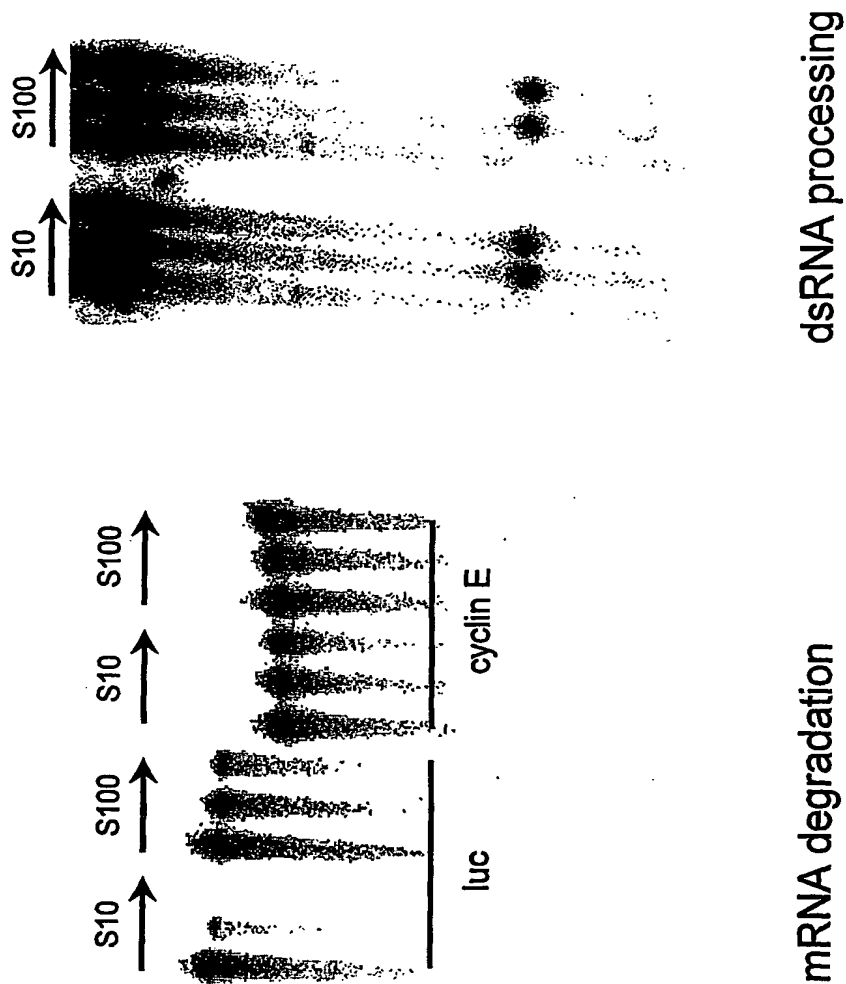 S10 S100 S10 S100
luc cyclin E
mRNA degradation
S10 S100
dsRNA processing